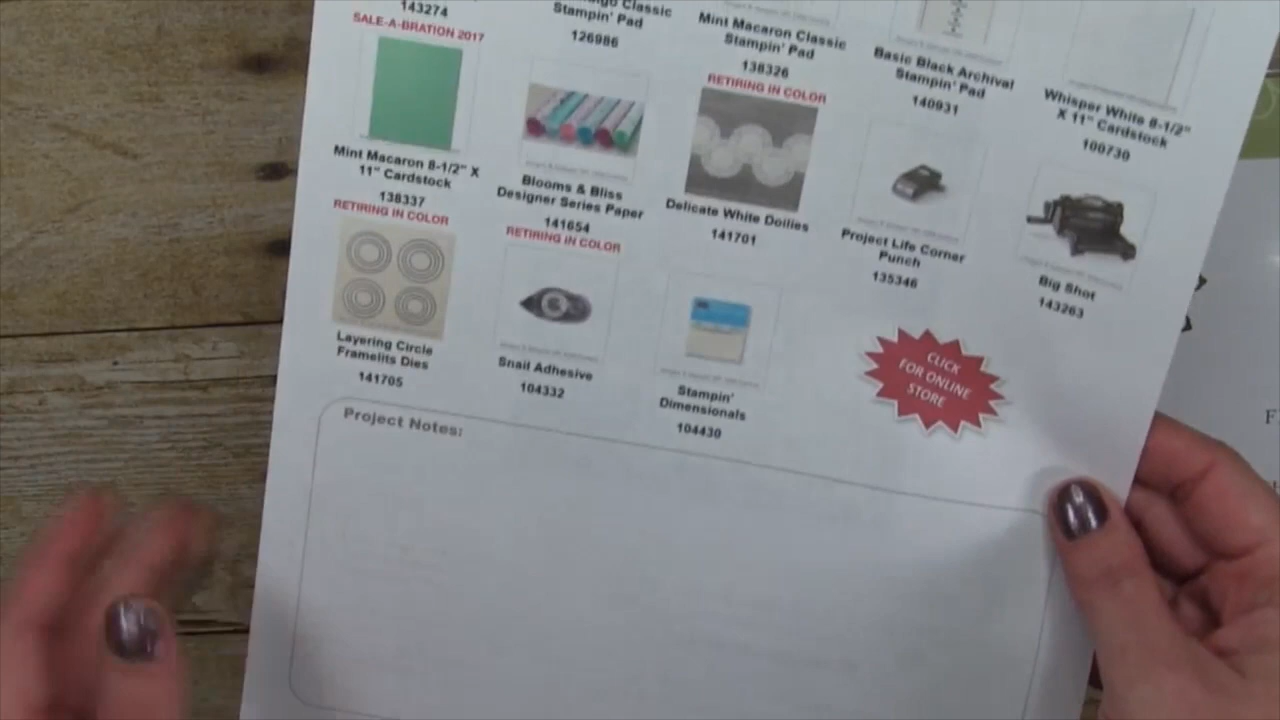 143274
Classic
Stampin' Pad
126986
Mint Macaron Classic
Stampin' Pad
138326
Basic Black Archival
Stampin' Pad
140931
Whisper White 8-1/2"
X 11" Cardstock
100730
SALE-A-BRATION 2017
Mint Macaron 8-1/2" X
11" Cardstock
138337
Blooms & Bliss
Designer Series Paper
141654
RETIRING IN COLOR
Delicate White Doilies
141701
Project Life Corner
Punch
135346
Big Shot
143263
RETIRING IN COLOR
Layering Circle
Framelits Dies
141705
RETIRING IN COLOR
Snail Adhesive
104332
Stampin'
Dimensionals
104430
CLICK
FOR ONLINE
STORE
Project Notes:
F